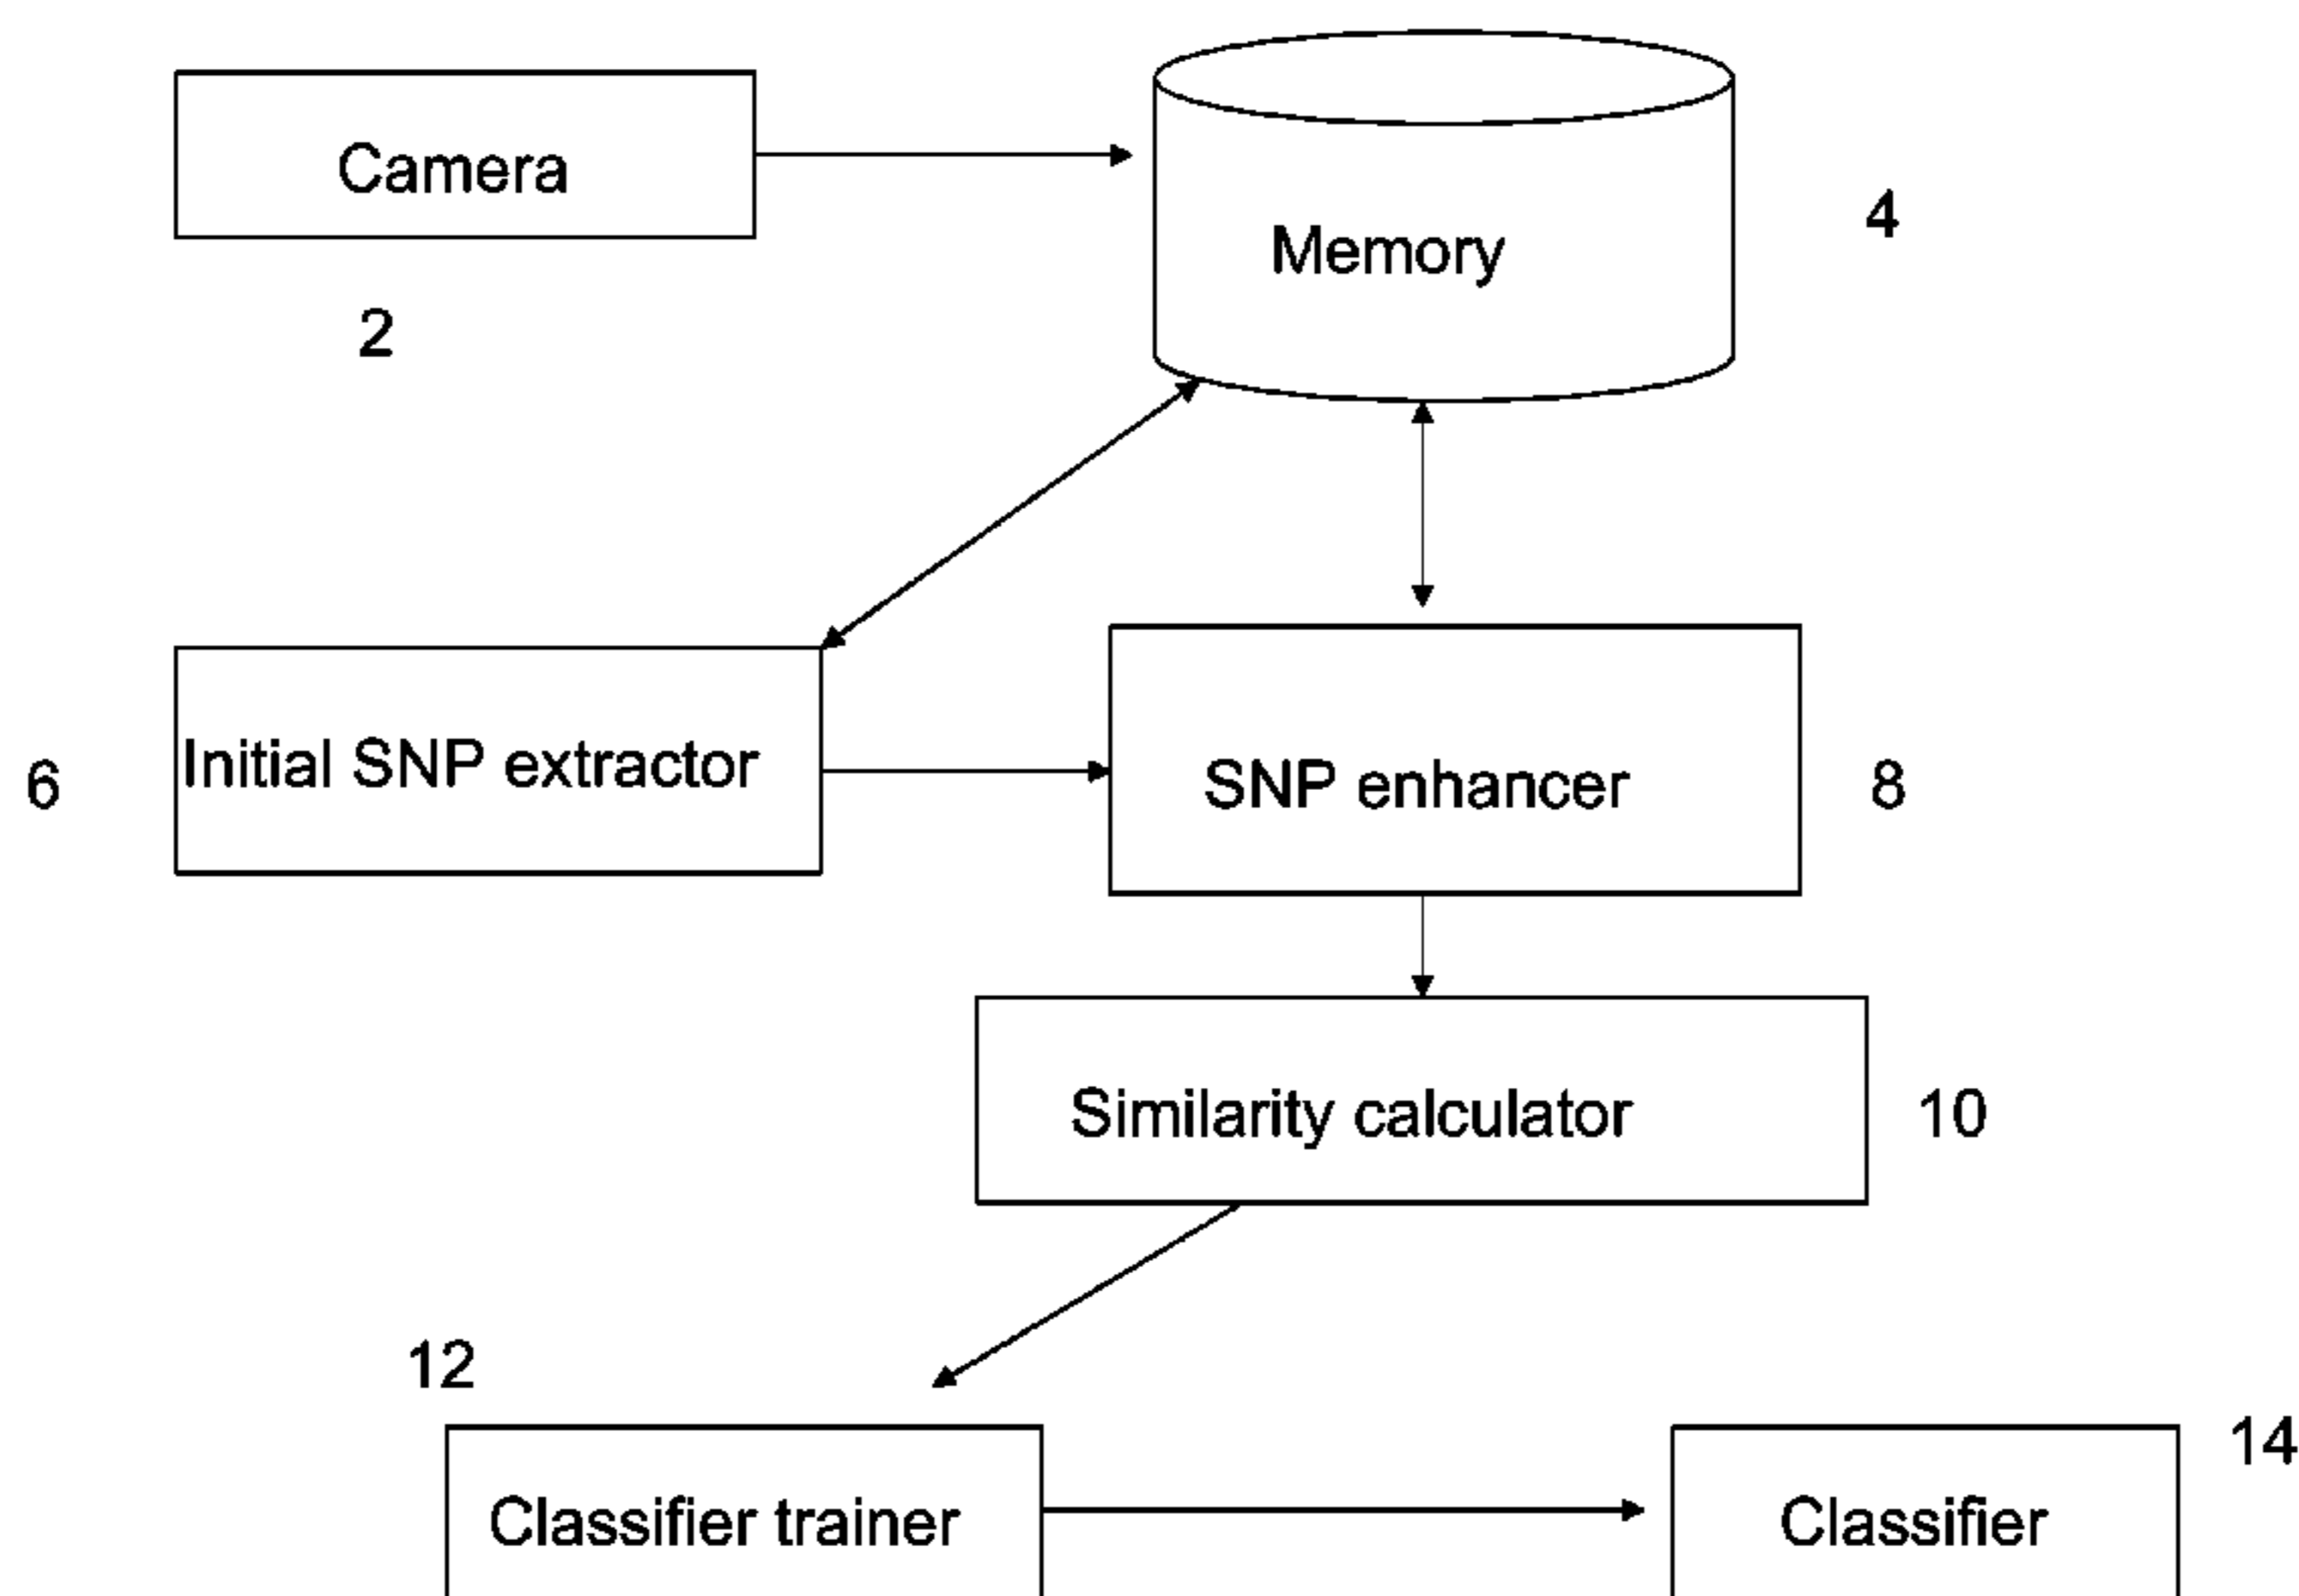 Camera
2
Memory
4
6
Initial SNP extractor
SNP enhancer
8
Similarity calculator
10
12
Classifier trainer
Classifier
14